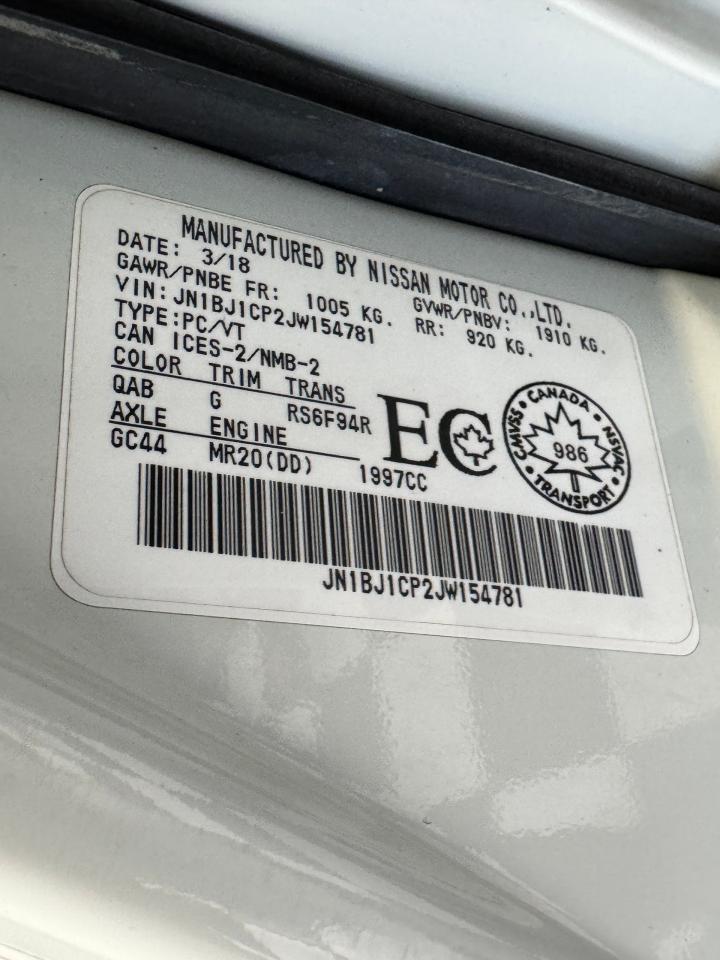 MANUFACTURED BY NISSAN MOTOR CO.,LTD.
DATE: 3/18 GVWR/PNBV: 1910 KG.
GAWR/PNBE FR: 1005 KG. RR: 920 KG.
VIN: JN1BJ1CP2JW154781
TYPE:PC/VT
CAN ICES-2/NMB-2
COLOR TRIM TRANS
QAB G RS6F94R
AXLE ENGINE
GC44 MR20(DD) 1997CC
EC
CANADA
CMVSS 986 NSVAC
TRANSPORT
JN1BJ1CP2JW154781